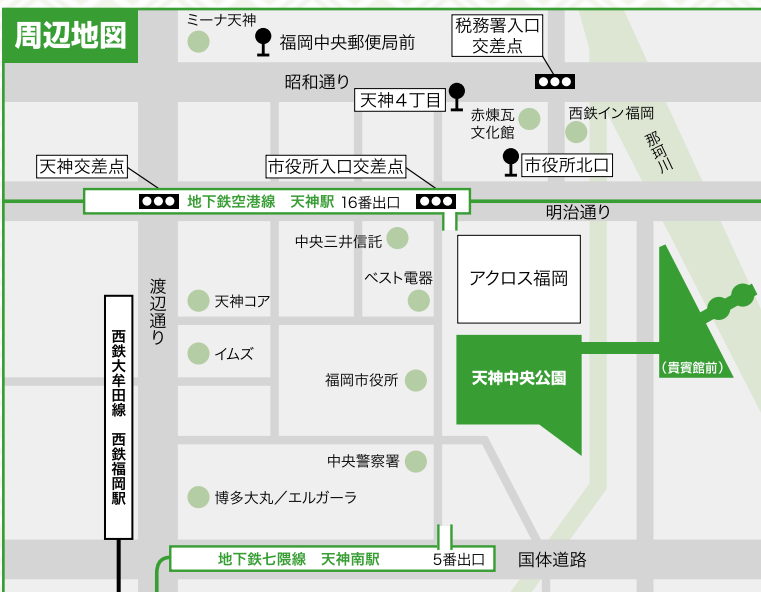 周辺地図
ミーナ天神
福岡中央郵便局前
税務署入口
交差点
昭和通り
天神4丁目
赤煉瓦
文化館
西鉄イン福岡
那珂川
市役所北口
天神交差点
市役所入口交差点
地下鉄空港線 天神駅 16番出口
明治通り
中央三井信託
アクロス福岡
ベスト電器
渡辺通り
天神コア
西鉄大牟田線 西鉄福岡駅
イムズ
福岡市役所
天神中央公園
(貴賓館前)
中央警察署
博多大丸/エルガーラ
地下鉄七隈線 天神南駅 5番出口
国体道路